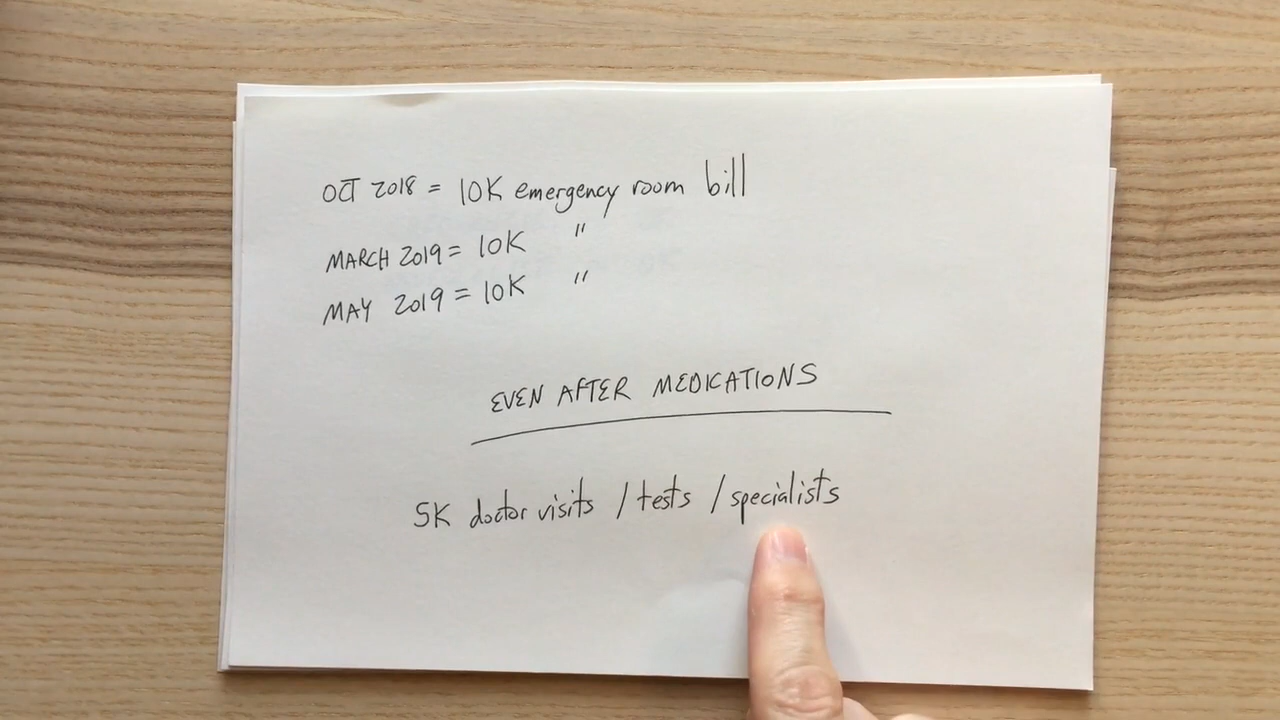 OCT 2018 = 10K emergency room bill
MARCH 2019 = 10K "
MAY 2019 = 10K "
EVEN AFTER MEDICATIONS
5K doctor visits / tests / specialists